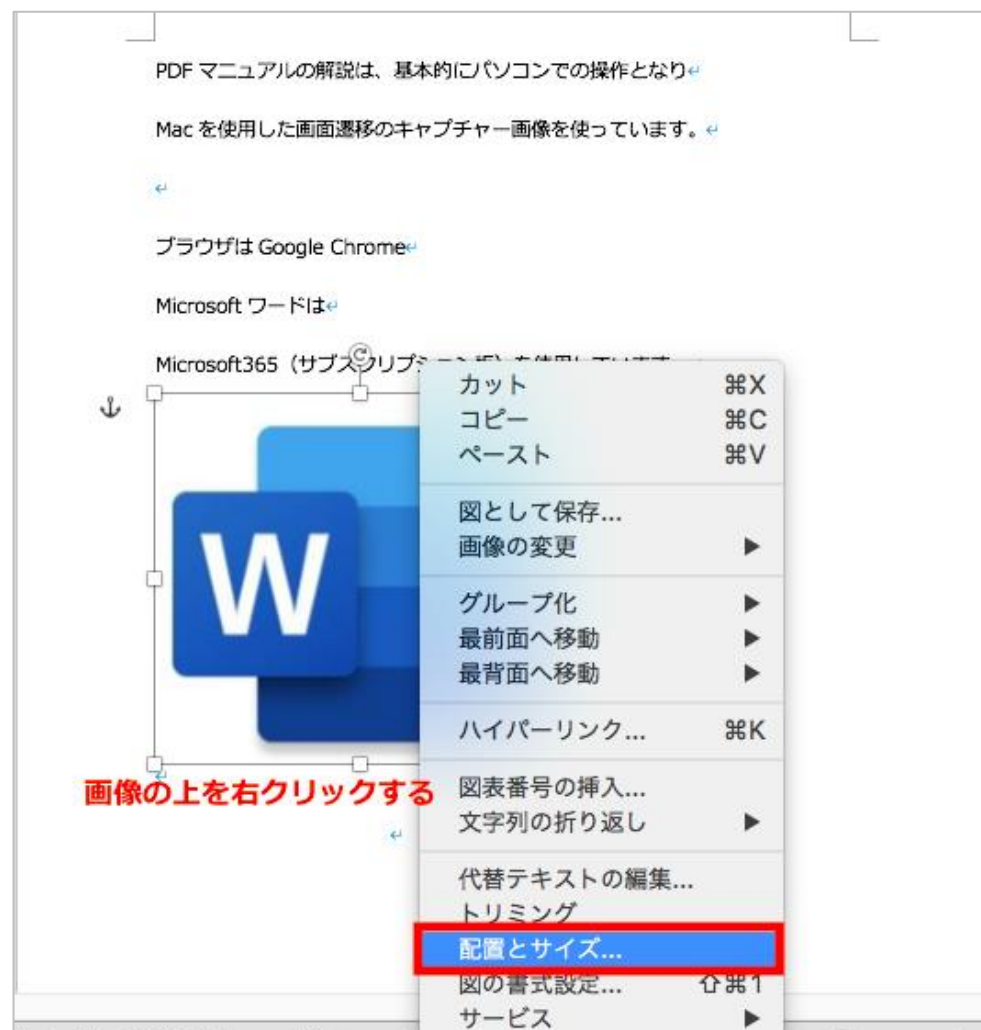 PDF マニュアルの解説は、基本的にパソコンでの操作となり
Mac を使用した画面遷移のキャプチャー画像を使っています。
ブラウザは Google Chrome
Microsoft ワードは
Microsoft365（サブスクリプション版）を使用しています。
W
カット ⌘X
コピー ⌘C
ペースト ⌘V
図として保存...
画像の変更 ▶
グループ化 ▶
最前面へ移動 ▶
最背面へ移動 ▶
ハイパーリンク... ⌘K
画像の上を右クリックする
図表番号の挿入...
文字列の折り返し ▶
代替テキストの編集...
トリミング
配置とサイズ...
図の書式設定... ⇧⌘1
サービス ▶